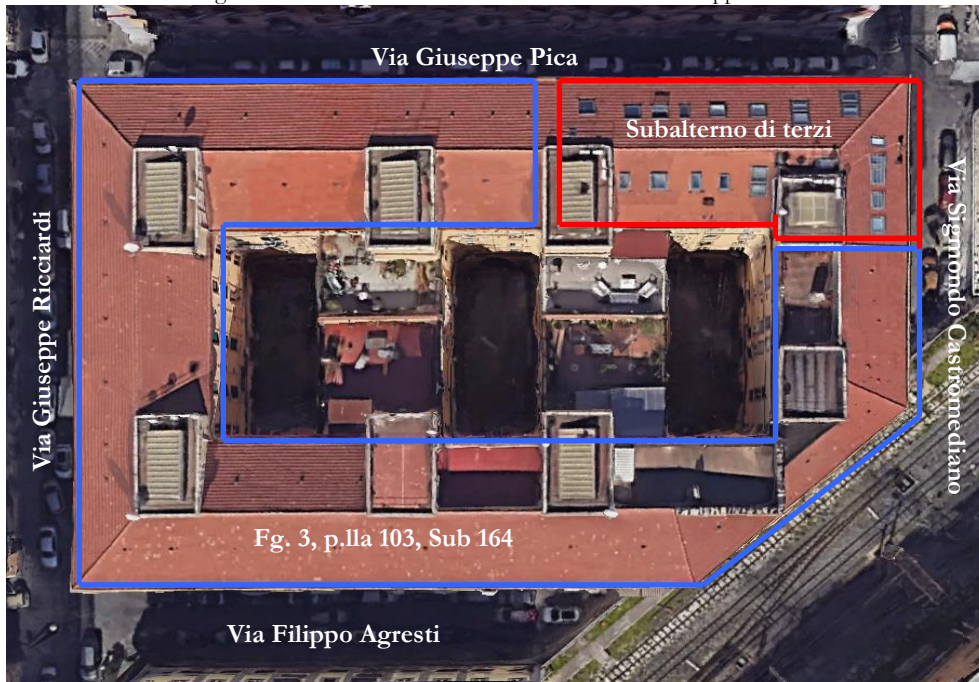 Via Giuseppe Pica
Subalterno di terzi
Via Giuseppe Ricciardi
Via Sigmondo Castromediano
Fg. 3, p.lla 103, Sub 164
Via Filippo Agresti